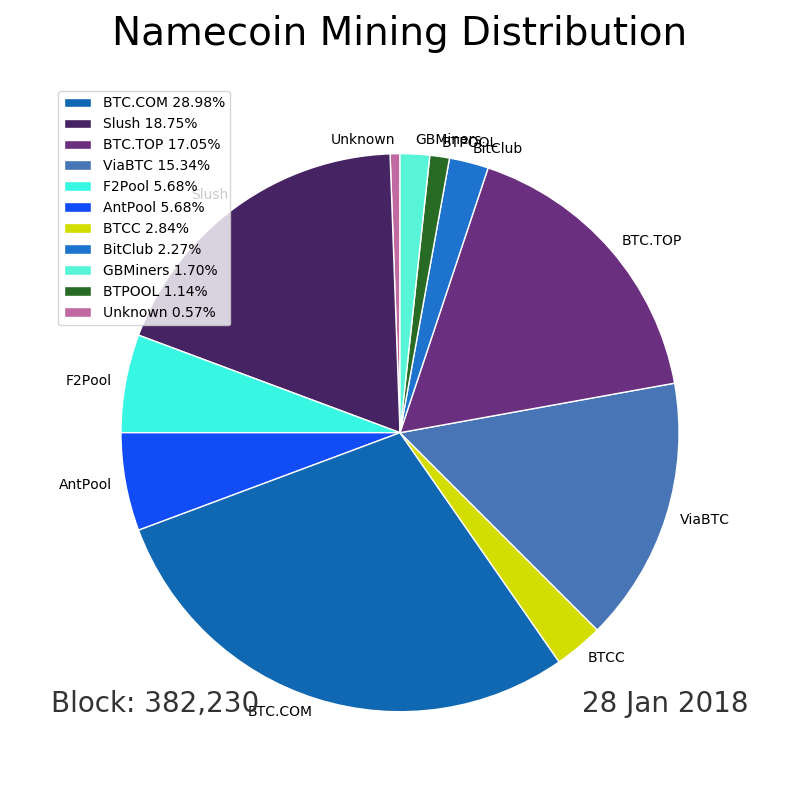 Namecoin Mining Distribution
BTC.COM 28.98%
Slush 18.75%
BTC.TOP 17.05%
ViaBTC 15.34%
F2Pool 5.68%
AntPool 5.68%
BTCC 2.84%
BitClub 2.27%
GBMiners 1.70%
BTPOOL 1.14%
Unknown 0.57%
Unknown
GBMiners
BTPOOL
BitClub
Slush
BTC.TOP
F2Pool
AntPool
ViaBTC
BTCC
BTC.COM
Block: 382,230
28 Jan 2018